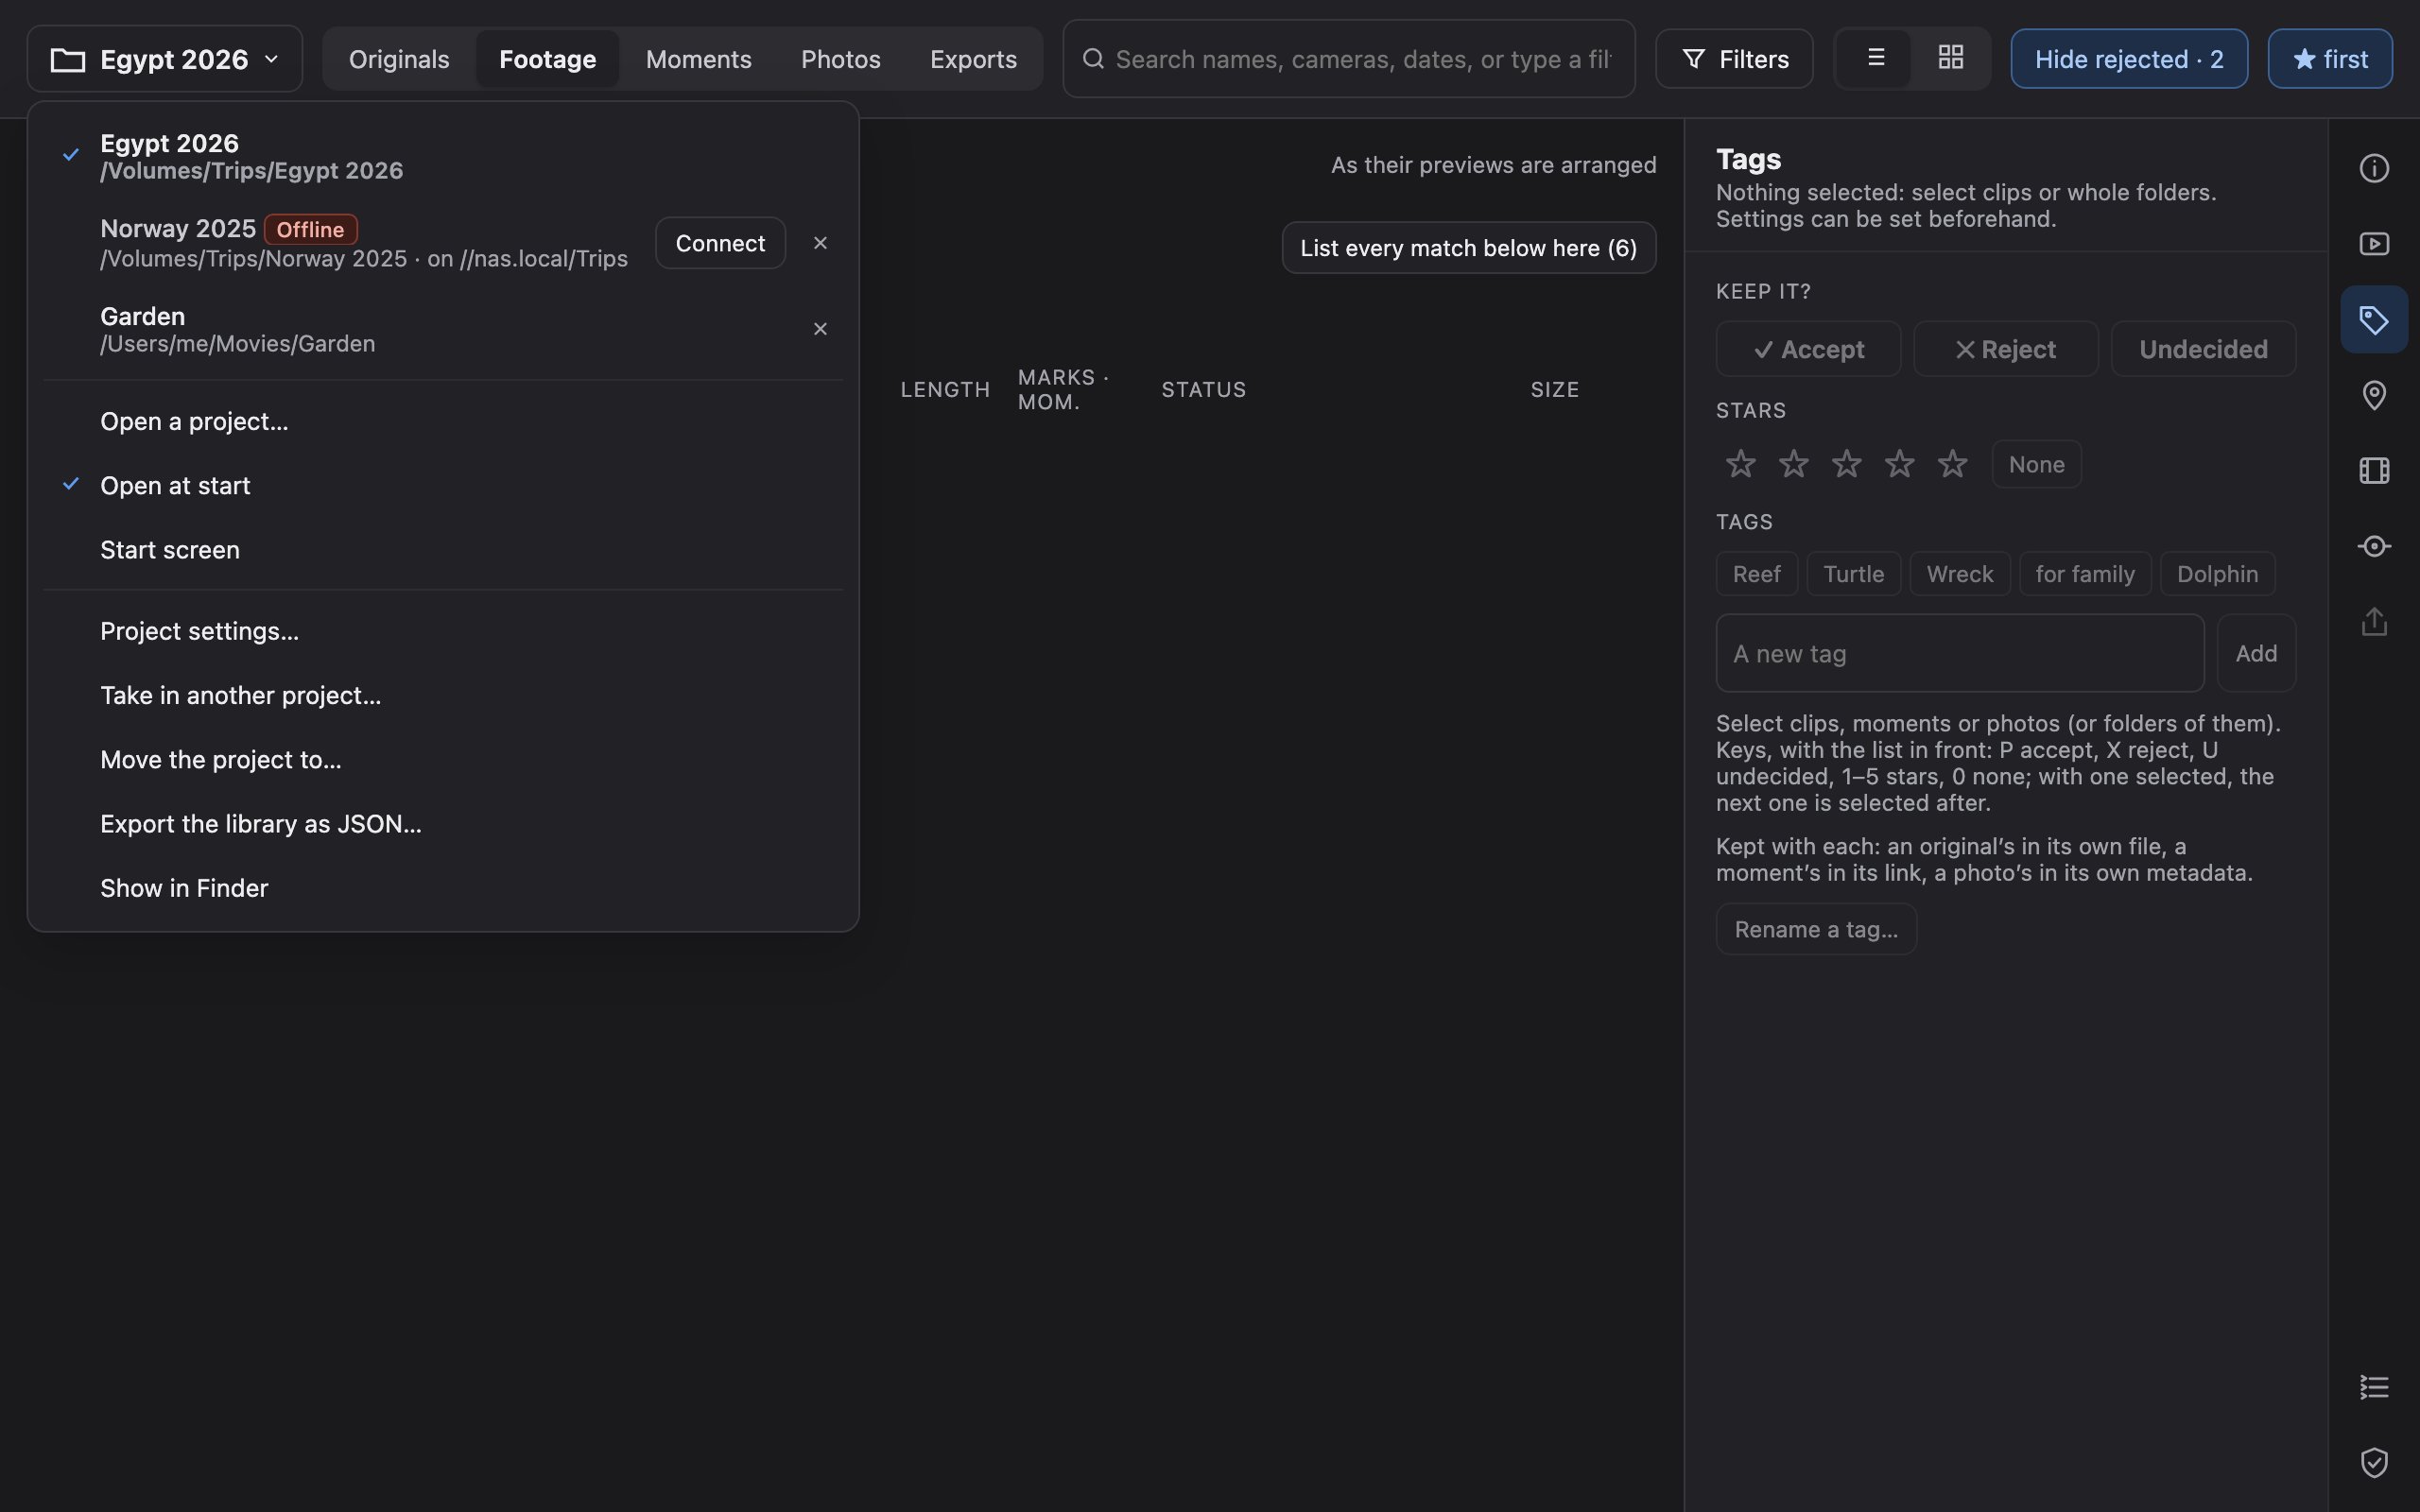 Egypt 2026
Originals
Footage
Moments
Photos
Exports
Search names, cameras, dates, or type a fil
Filters
Hide rejected · 2
★ first
Egypt 2026
/Volumes/Trips/Egypt 2026
Norway 2025 Offline
/Volumes/Trips/Norway 2025 · on //nas.local/Trips
Connect
Garden
/Users/me/Movies/Garden
Open a project...
Open at start
Start screen
Project settings...
Take in another project...
Move the project to...
Export the library as JSON...
Show in Finder
As their previews are arranged
List every match below here (6)
LENGTH
MARKS ·
MOM.
STATUS
SIZE
Tags
Nothing selected: select clips or whole folders.
Settings can be set beforehand.
KEEP IT?
✓ Accept
✕ Reject
Undecided
STARS
None
TAGS
Reef
Turtle
Wreck
for family
Dolphin
A new tag
Add
Select clips, moments or photos (or folders of them).
Keys, with the list in front: P accept, X reject, U
undecided, 1–5 stars, 0 none; with one selected, the
next one is selected after.
Kept with each: an original’s in its own file, a
moment’s in its link, a photo’s in its own metadata.
Rename a tag...